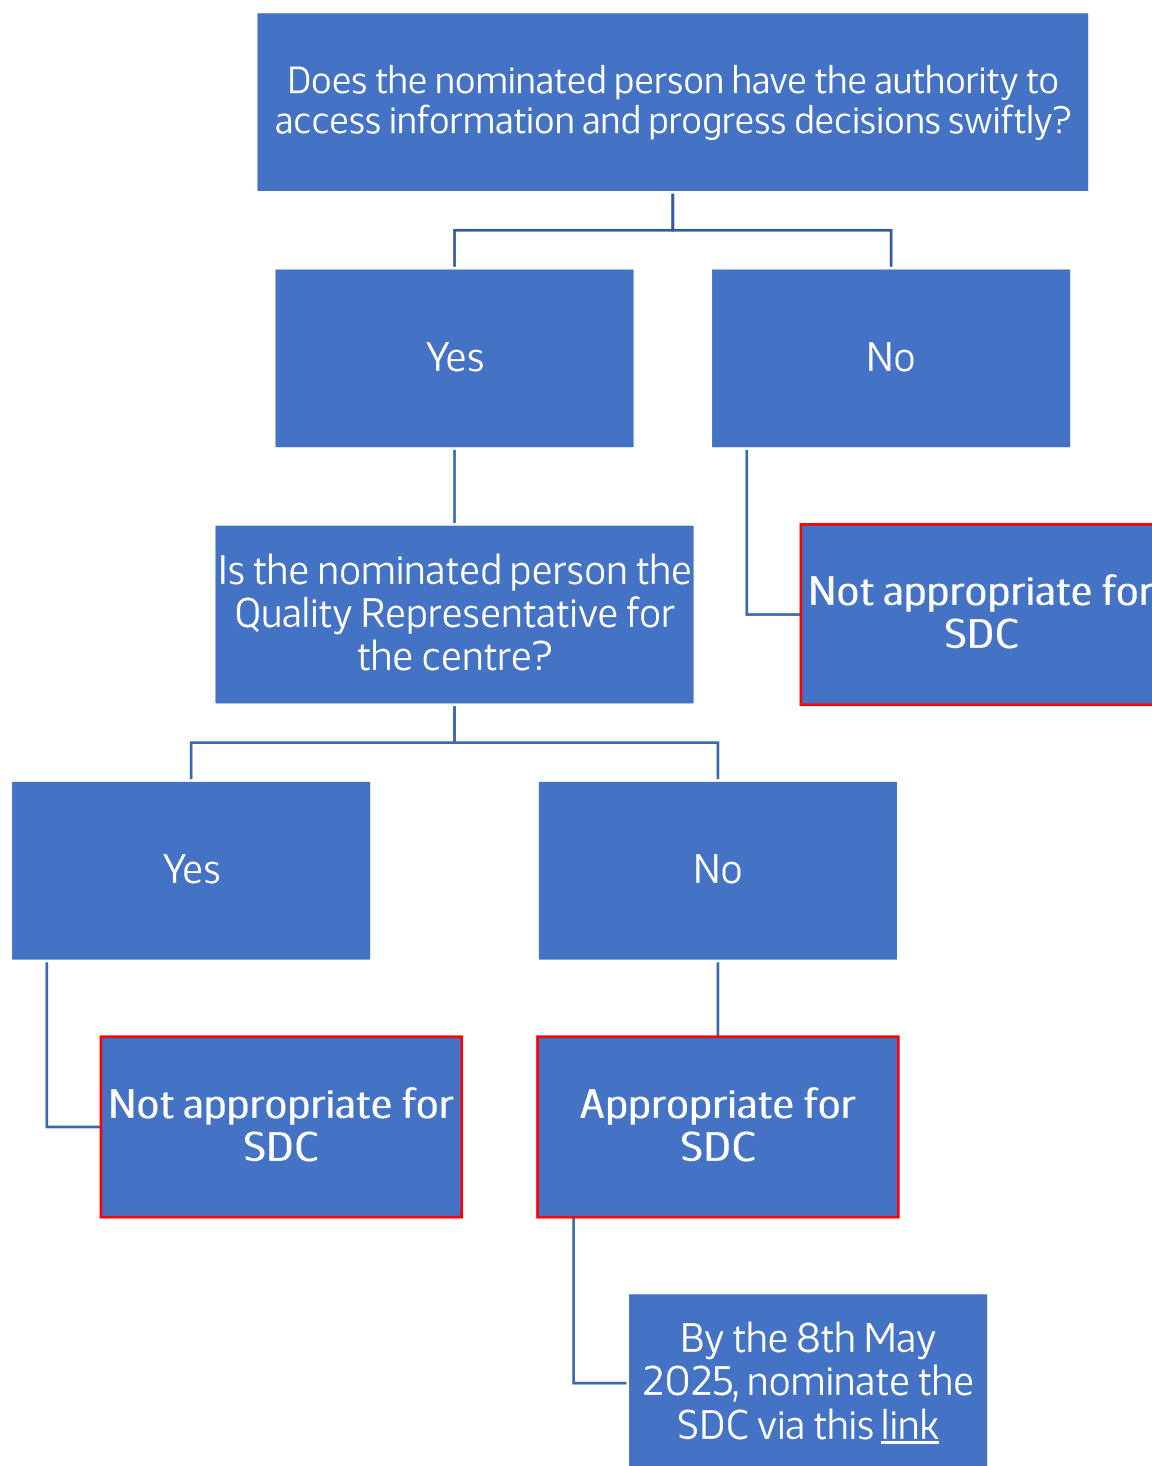 Does the nominated person have the authority to
access information and progress decisions swiftly?
Yes
No
Is the nominated person the
Quality Representative for
the centre?
Not appropriate for
SDC
Yes
No
Not appropriate for
SDC
Appropriate for
SDC
By the 8th May
2025, nominate the
SDC via this link